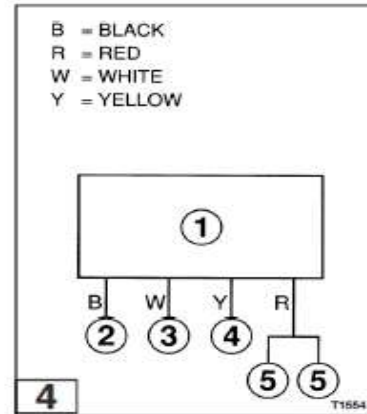 B = BLACK
R = RED
W = WHITE
Y = YELLOW
1
B W Y R
2 3 4
5 5
4
T1554